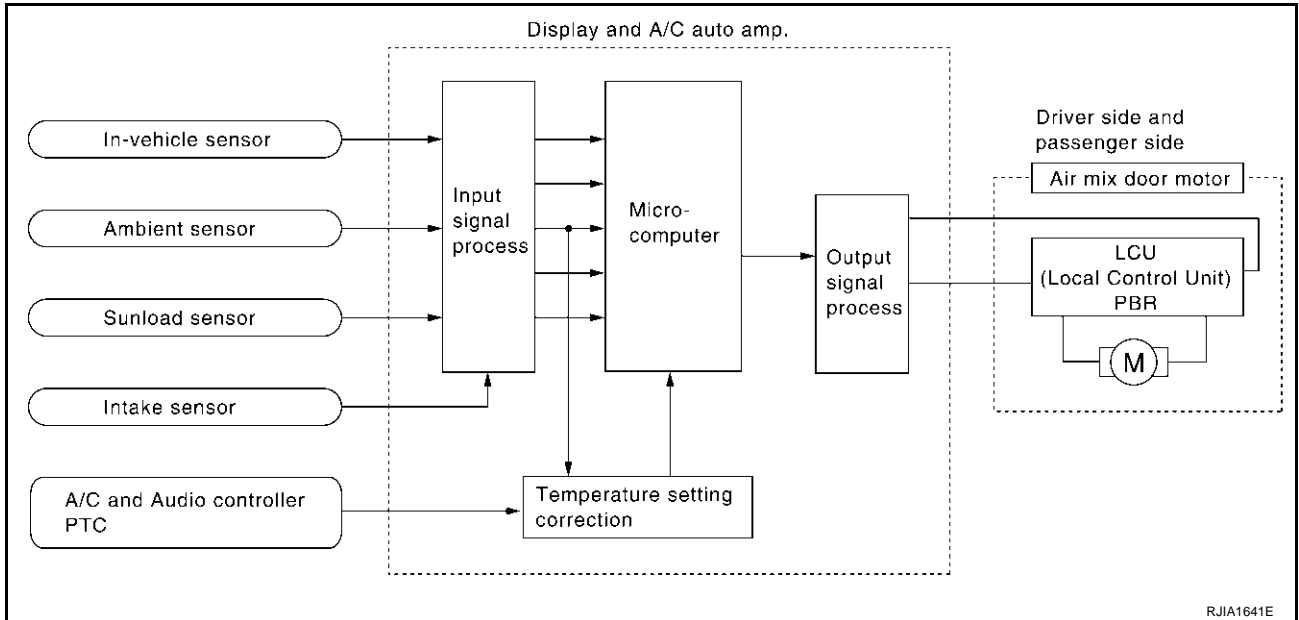 Display and A/C auto amp.
In-vehicle sensor
Ambient sensor
Sunload sensor
Intake sensor
A/C and Audio controller
PTC
Input
signal
process
Micro-
computer
Temperature setting
correction
Output
signal
process
Driver side and
passenger side
Air mix door motor
LCU
(Local Control Unit)
PBR
M
RJIA1641E